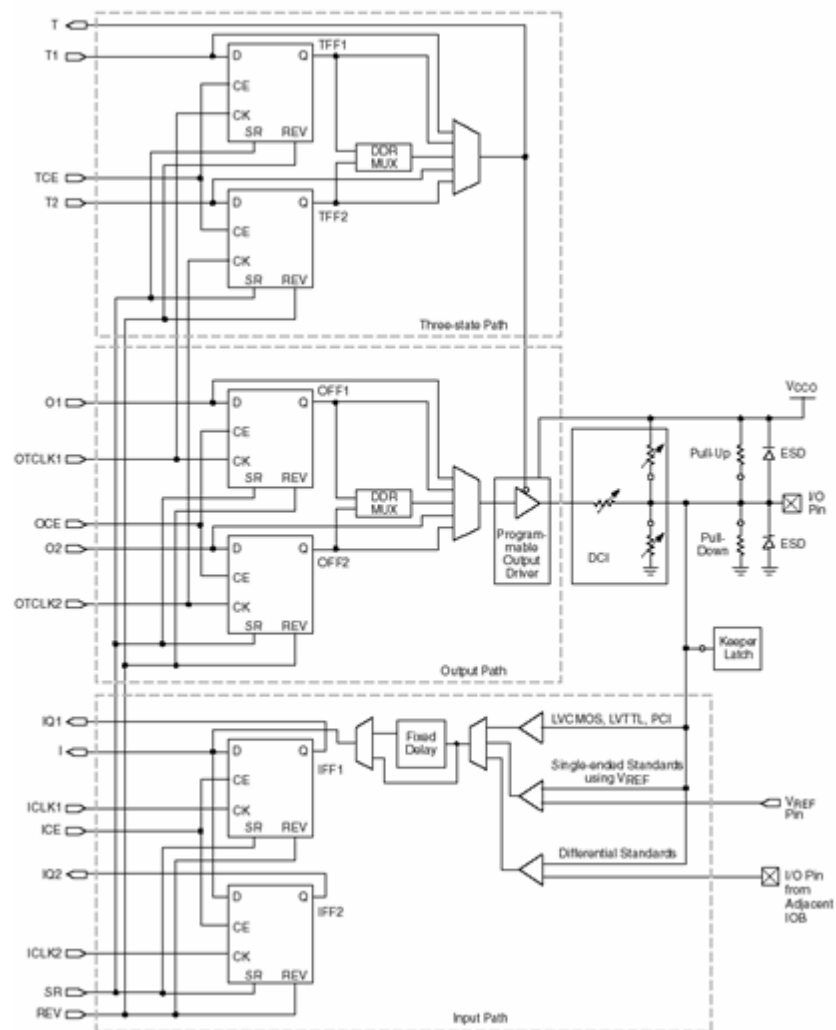 T
T1
D Q TFF1
CE
CK
SR REV
DDR
MUX
TCE
T2
D Q
TFF2
CE
CK
SR REV
Three-state Path
O1
D Q OFF1
CE
OTCLK1
CK
SR REV
DDR
MUX
OCE
O2
D Q
OFF2
CE
OTCLK2
CK
SR REV
Program-
mable
Output
Driver
DCI
VCCO
Pull-Up
ESD
I/O
Pin
Pull-
Down
ESD
Keeper
Latch
Output Path
IQ1
I
D Q
IFF1
CE
ICLK1
CK
ICE
SR REV
Fixed
Delay
LVCMOS, LVTTL, PCI
Single-ended Standards
using VREF
VREF
Pin
Differential Standards
I/O Pin
from
Adjacent
IOB
IQ2
D Q
IFF2
CE
ICLK2
CK
SR REV
SR
REV
Input Path